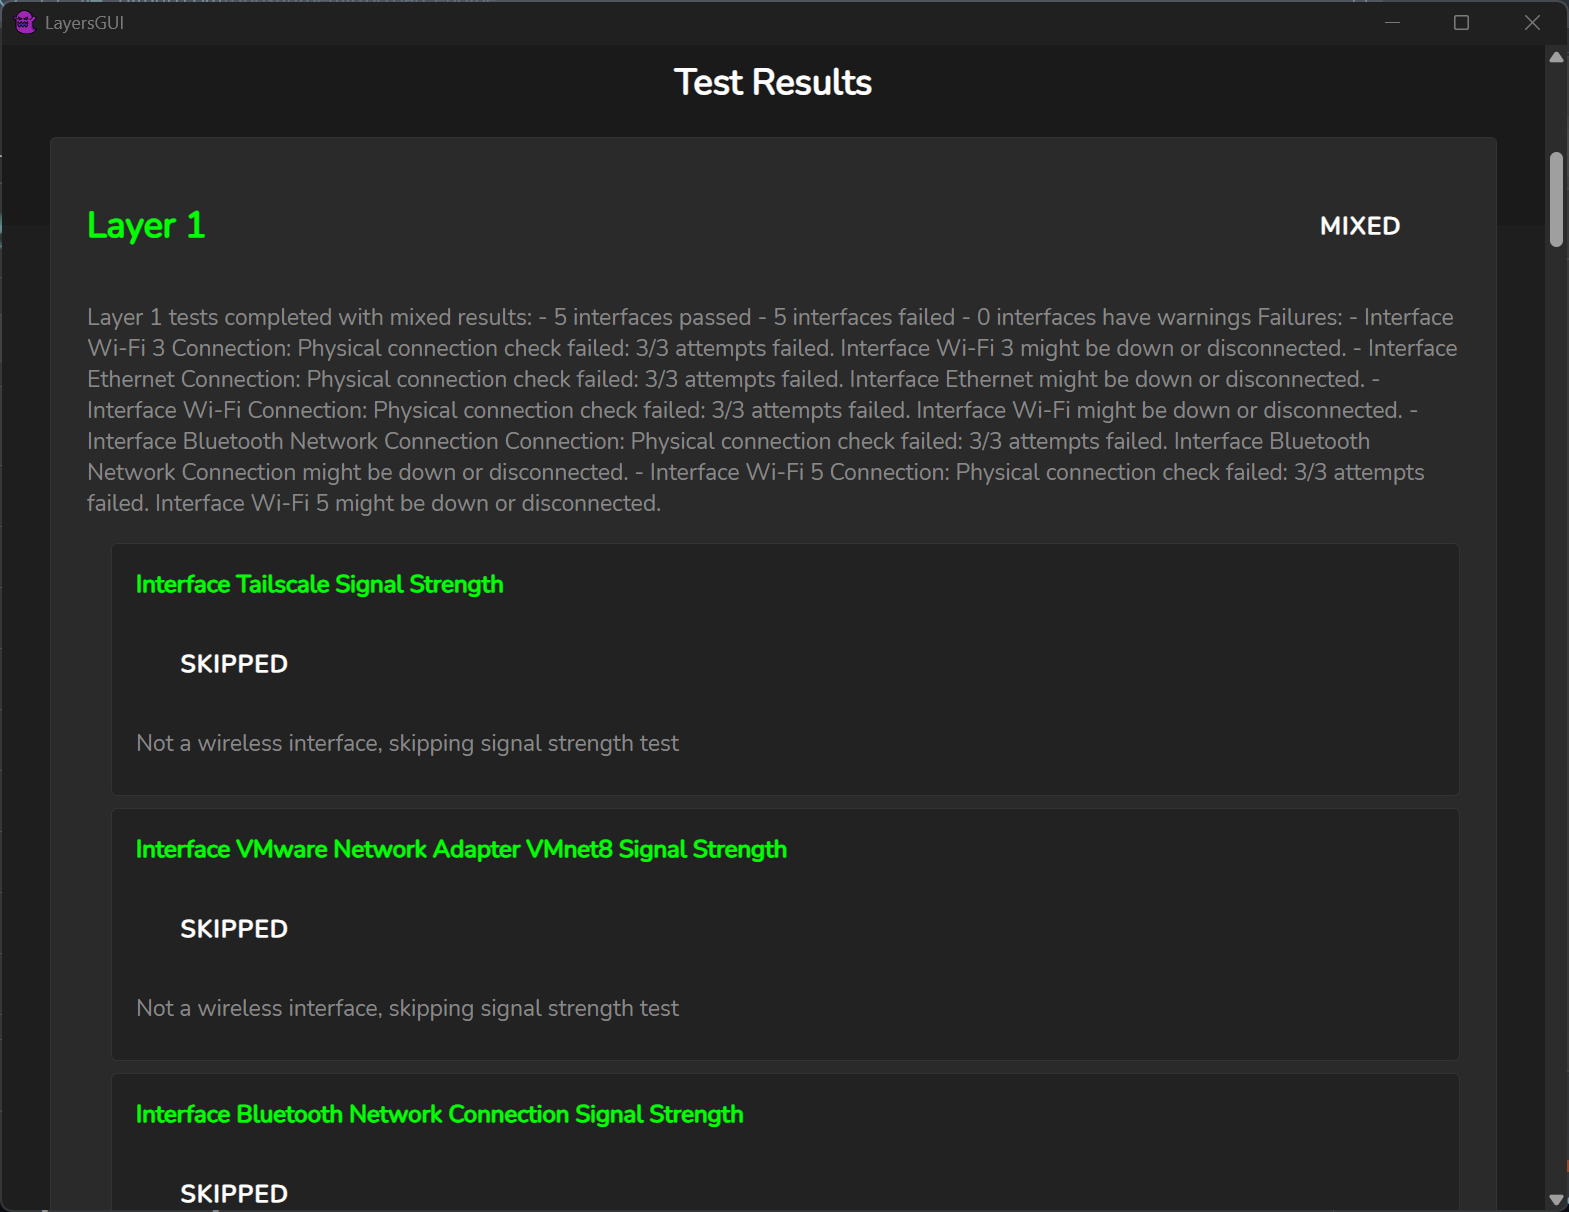 LayersGUI
Test Results
Layer 1
MIXED
Layer 1 tests completed with mixed results: - 5 interfaces passed - 5 interfaces failed - 0 interfaces have warnings Failures: - Interface
Wi-Fi 3 Connection: Physical connection check failed: 3/3 attempts failed. Interface Wi-Fi 3 might be down or disconnected. - Interface
Ethernet Connection: Physical connection check failed: 3/3 attempts failed. Interface Ethernet might be down or disconnected. -
Interface Wi-Fi Connection: Physical connection check failed: 3/3 attempts failed. Interface Wi-Fi might be down or disconnected. -
Interface Bluetooth Network Connection Connection: Physical connection check failed: 3/3 attempts failed. Interface Bluetooth
Network Connection might be down or disconnected. - Interface Wi-Fi 5 Connection: Physical connection check failed: 3/3 attempts
failed. Interface Wi-Fi 5 might be down or disconnected.
Interface Tailscale Signal Strength
SKIPPED
Not a wireless interface, skipping signal strength test
Interface VMware Network Adapter VMnet8 Signal Strength
SKIPPED
Not a wireless interface, skipping signal strength test
Interface Bluetooth Network Connection Signal Strength
SKIPPED